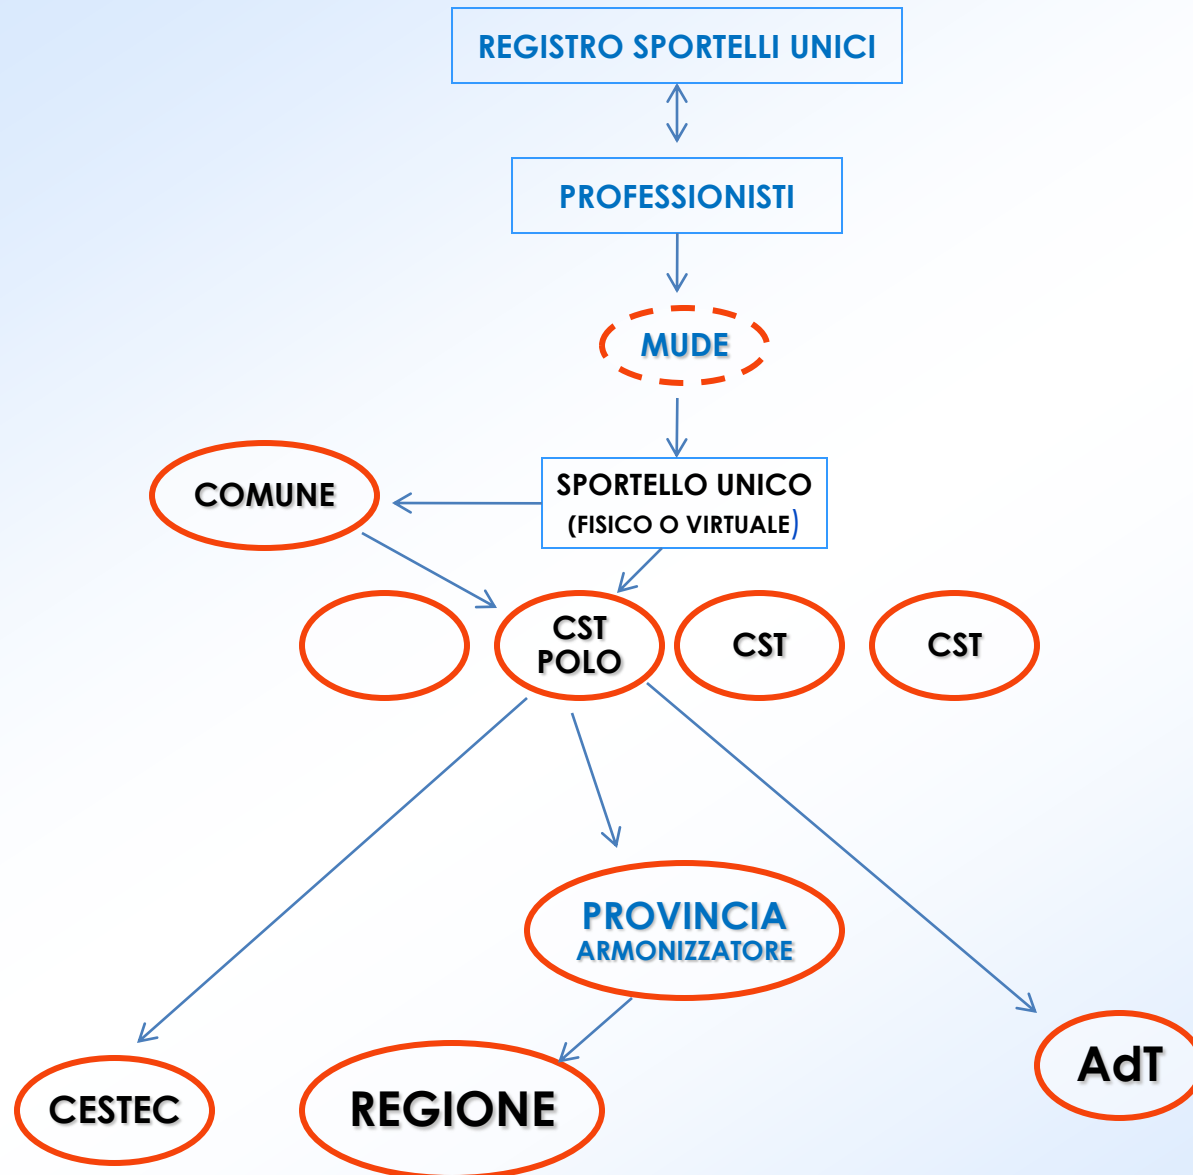 REGISTRO SPORTELLI UNICI
PROFESSIONISTI
MUDE
COMUNE
SPORTELLO UNICO
(FISICO O VIRTUALE)
CST
POLO
CST
CST
PROVINCIA
ARMONIZZATORE
CESTEC
REGIONE
AdT